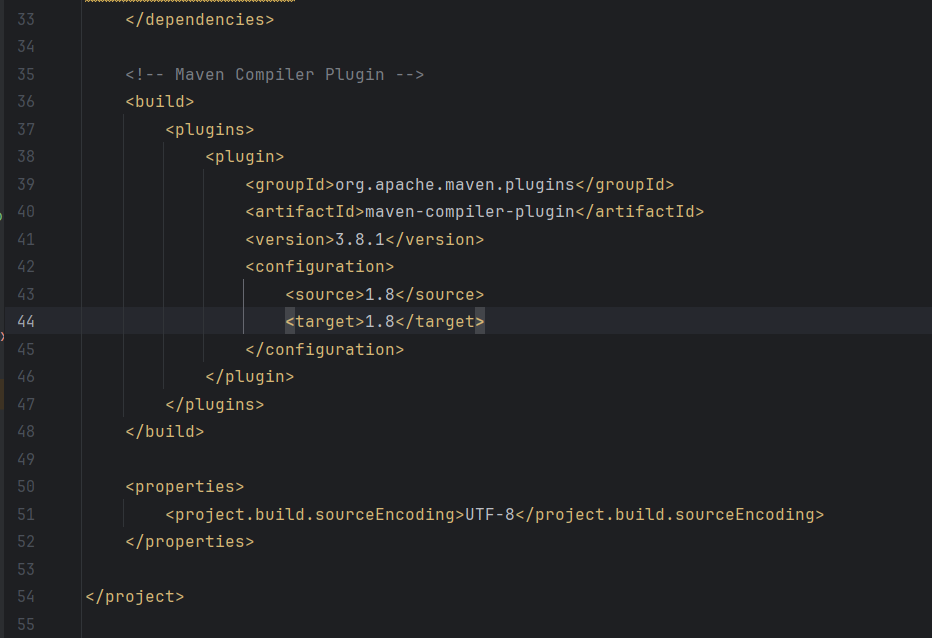 33 </dependencies>
34
35 <!-- Maven Compiler Plugin -->
36 <build>
37 <plugins>
38 <plugin>
39 <groupId>org.apache.maven.plugins</groupId>
40 <artifactId>maven-compiler-plugin</artifactId>
41 <version>3.8.1</version>
42 <configuration>
43 <source>1.8</source>
44 <target>1.8</target>
45 </configuration>
46 </plugin>
47 </plugins>
48 </build>
49
50 <properties>
51 <project.build.sourceEncoding>UTF-8</project.build.sourceEncoding>
52 </properties>
53
54 </project>
55